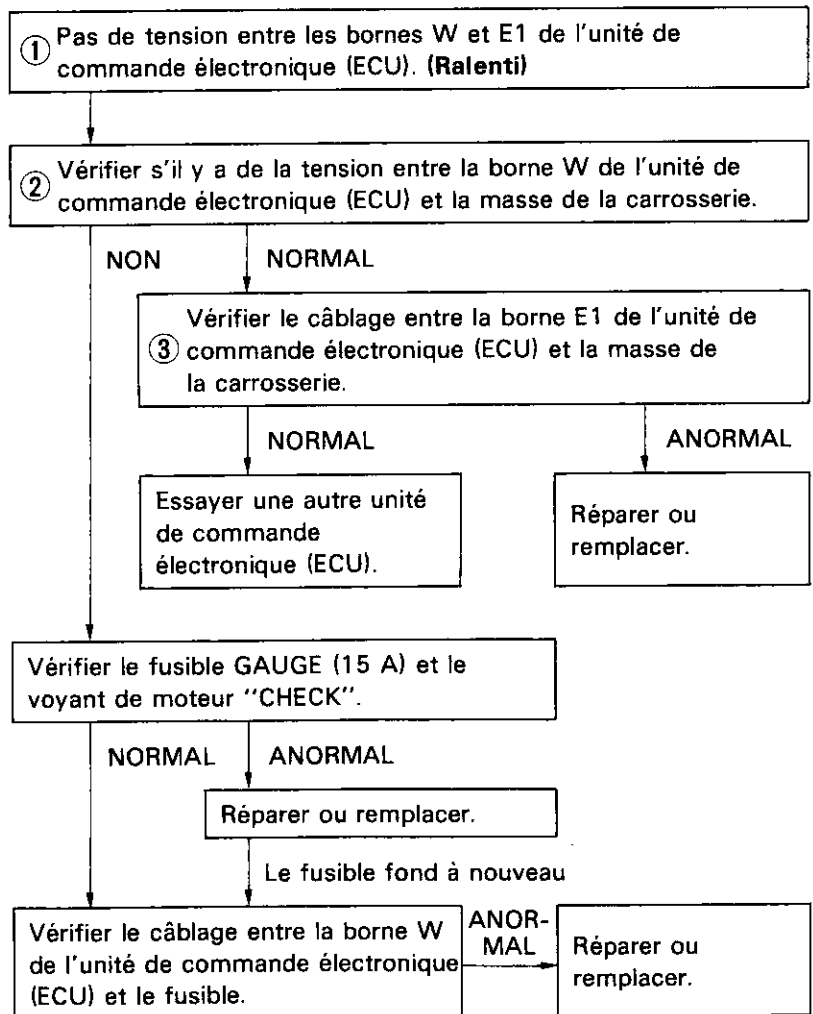 ① Pas de tension entre les bornes W et E1 de l'unité de
commande électronique (ECU). (Ralenti)
② Vérifier s'il y a de la tension entre la borne W de l'unité de
commande électronique (ECU) et la masse de la carrosserie.
NON
NORMAL
Vérifier le câblage entre la borne E1 de l'unité de
③ commande électronique (ECU) et la masse de
la carrosserie.
NORMAL
ANORMAL
Essayer une autre unité
de commande
électronique (ECU).
Réparer ou
remplacer.
Vérifier le fusible GAUGE (15 A) et le
voyant de moteur "CHECK".
NORMAL
ANORMAL
Réparer ou remplacer.
Le fusible fond à nouveau
Vérifier le câblage entre la borne W
de l'unité de commande électronique
(ECU) et le fusible.
ANOR-
MAL
Réparer ou
remplacer.